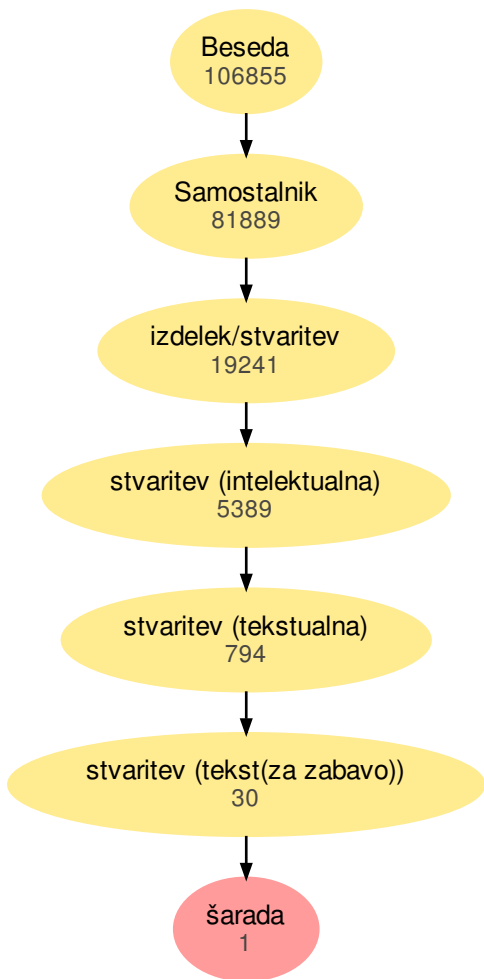 Beseda
106855
Samostalnik
81889
izdelek/stvaritev
19241
stvaritev (intelektualna)
5389
stvaritev (tekstualna)
794
stvaritev (tekst(za zabavo))
30
šarada
1